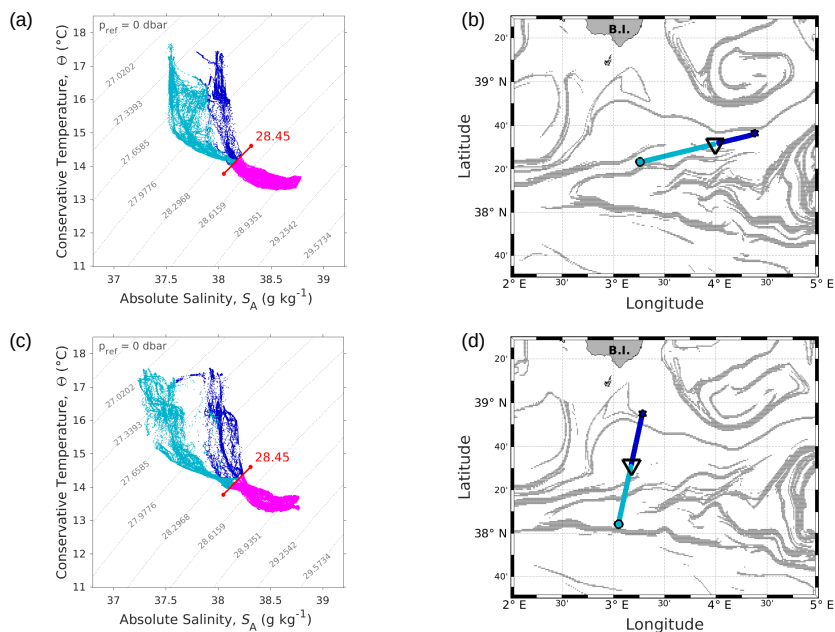 (a)
p_ref = 0 dbar
18
17
16
15
14
13
12
11
27.0202
27.3393
27.6585
27.9776
28.2968
28.6159
28.9351
29.2542
29.5734
28.45
37
37.5
38
38.5
39
Conservative Temperature, Θ (°C)
Absolute Salinity, S_A (g kg⁻¹)
(b)
B.I.
20'
39° N
40'
20'
38° N
40'
2° E
30'
3° E
30'
4° E
30'
5° E
Latitude
Longitude
(c)
p_ref = 0 dbar
18
17
16
15
14
13
12
11
27.0202
27.3393
27.6585
27.9776
28.2968
28.6159
28.9351
29.2542
29.5734
28.45
37
37.5
38
38.5
39
Conservative Temperature, Θ (°C)
Absolute Salinity, S_A (g kg⁻¹)
(d)
B.I.
20'
39° N
40'
20'
38° N
40'
2° E
30'
3° E
30'
4° E
30'
5° E
Latitude
Longitude